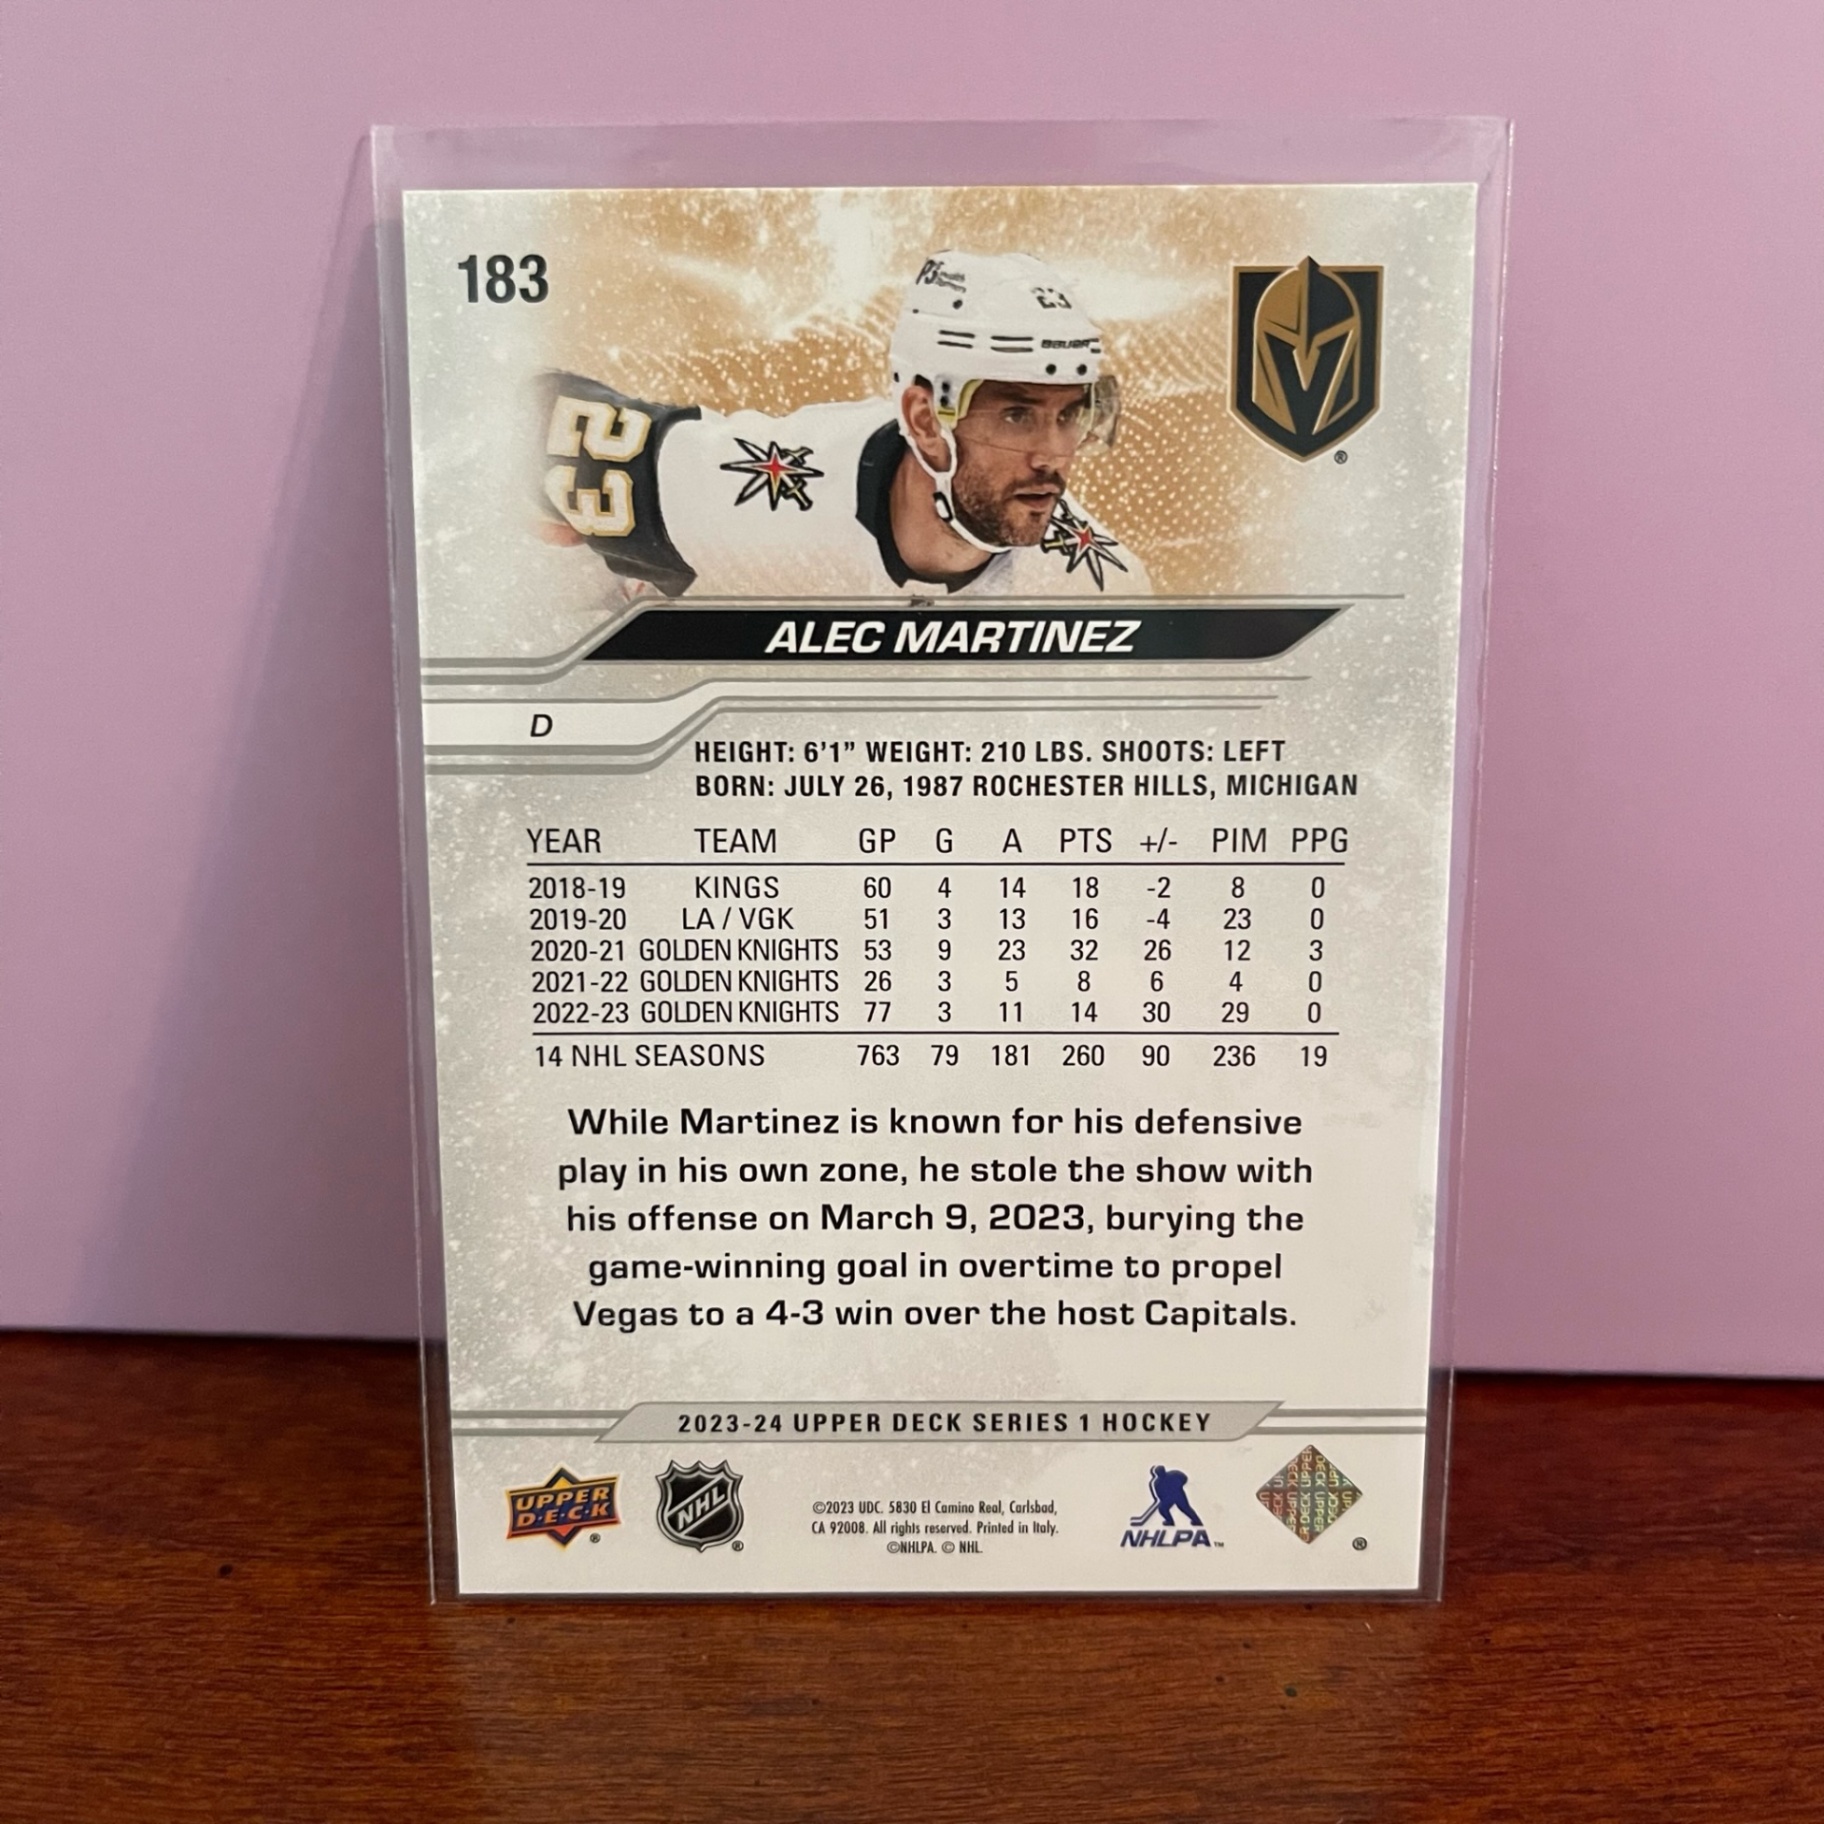 183
23
BAUER
23
®
ALEC MARTINEZ
D
HEIGHT: 6'1" WEIGHT: 210 LBS. SHOOTS: LEFT
BORN: JULY 26, 1987 ROCHESTER HILLS, MICHIGAN
YEAR TEAM GP G A PTS +/- PIM PPG
2018-19 KINGS 60 4 14 18 -2 8 0
2019-20 LA / VGK 51 3 13 16 -4 23 0
2020-21 GOLDEN KNIGHTS 53 9 23 32 26 12 3
2021-22 GOLDEN KNIGHTS 26 3 5 8 6 4 0
2022-23 GOLDEN KNIGHTS 77 3 11 14 30 29 0
14 NHL SEASONS 763 79 181 260 90 236 19
While Martinez is known for his defensive
play in his own zone, he stole the show with
his offense on March 9, 2023, burying the
game-winning goal in overtime to propel
Vegas to a 4-3 win over the host Capitals.
2023-24 UPPER DECK SERIES 1 HOCKEY
UPPER
DECK
®
NHL
®
©2023 UDC. 5830 El Camino Real, Carlsbad,
CA 92008. All rights reserved. Printed in Italy.
©NHLPA. © NHL.
NHLPA™
®